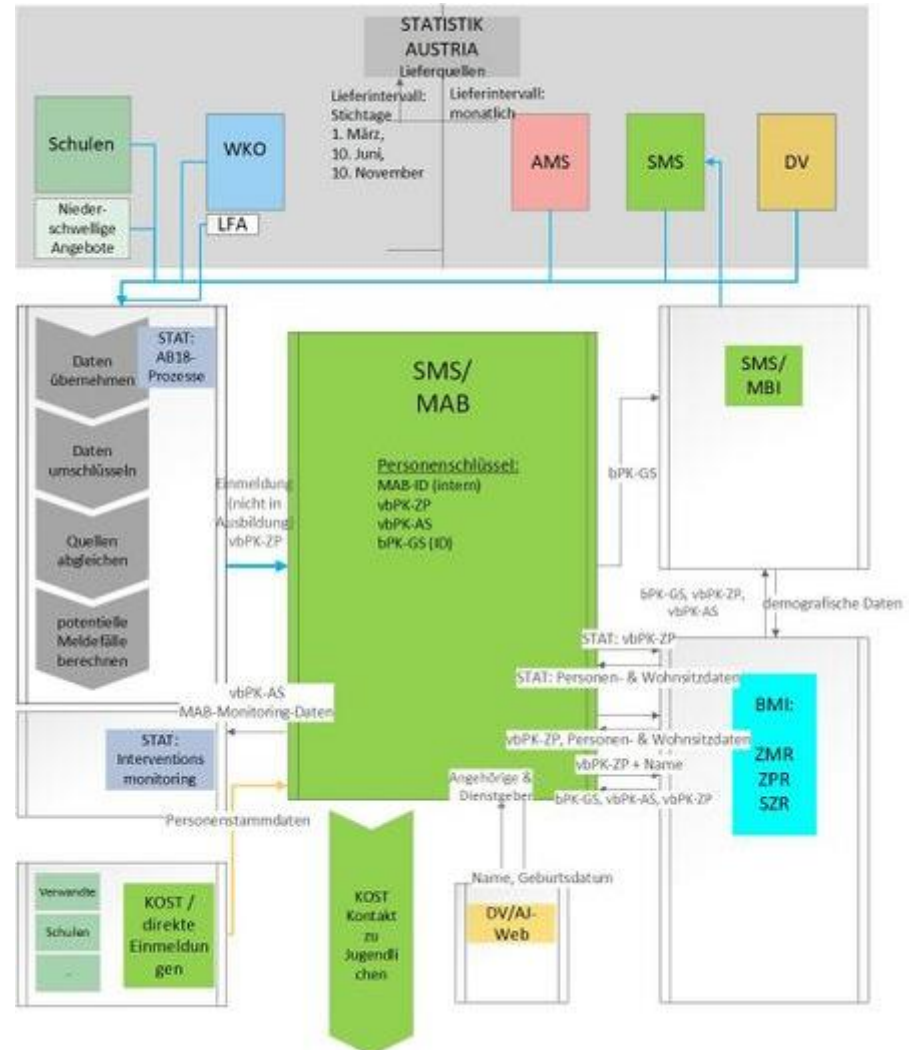 STATISTIK
AUSTRIA
Lieferquellen
Lieferintervall:
Stichtage
1. März,
10. Juni,
10. November
Lieferintervall:
monatlich
Schulen
WKO
AMS
SMS
DV
Nieder-
schwellige
Angebote
LFA
STAT:
AB18-
Prozesse
Daten
übernehmen
Daten
umschlüsseln
Quellen
abgleichen
potentielle
Meldefälle
berechnen
Einmeldung
(nicht in
Ausbildung)
vbPK-ZP
SMS/
MAB
Personenschlüssel:
MAB-ID (intern)
vbPK-ZP
vbPK-AS
bPK-GS (ID)
bPK-GS
SMS/
MBI
bPK-GS, vbPK-ZP,
vbPK-AS
demografische Daten
STAT: vbPK-ZP
STAT: Personen- & Wohnsitzdaten
vbPK-ZP, Personen- & Wohnsitzdaten
vbPK-ZP + Name
bPK-GS, vbPK-AS, vbPK-ZP
BMI:
ZMR
ZPR
SZR
vbPK-AS
MAB-Monitoring-Daten
STAT:
Interventions
monitoring
Personenstammdaten
Angehörige &
Dienstgeber
Name, Geburtsdatum
DV/AJ-
Web
Verwandte
Schulen
..
KOST /
direkte
Einmeldun
gen
KOST
Kontakt
zu
Jugendli
chen